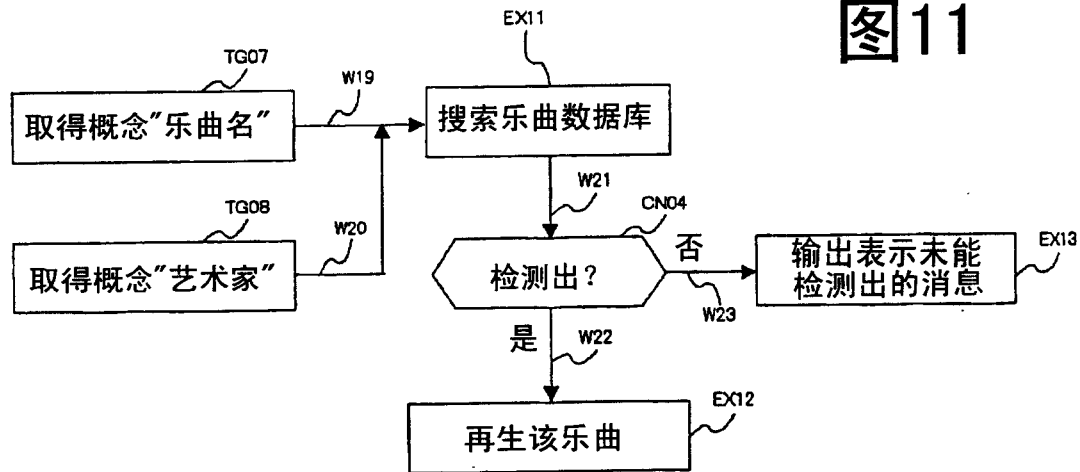 图11
EX11
TG07
W19
取得概念"乐曲名"
搜索乐曲数据库
W21
TG08
W20
CN04
取得概念"艺术家"
检测出？
否
W23
输出表示未能
检测出的消息
EX13
是
W22
EX12
再生该乐曲